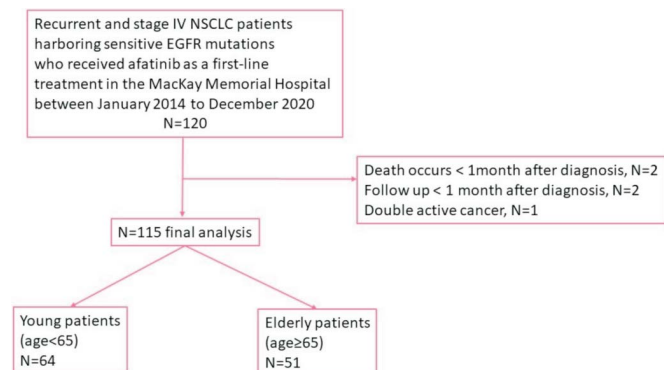 Recurrent and stage IV NSCLC patients
harboring sensitive EGFR mutations
who received afatinib as a first-line
treatment in the MacKay Memorial Hospital
between January 2014 to December 2020
N=120
Death occurs < 1month after diagnosis, N=2
Follow up < 1 month after diagnosis, N=2
Double active cancer, N=1
N=115 final analysis
Young patients
(age<65)
N=64
Elderly patients
(age≥65)
N=51